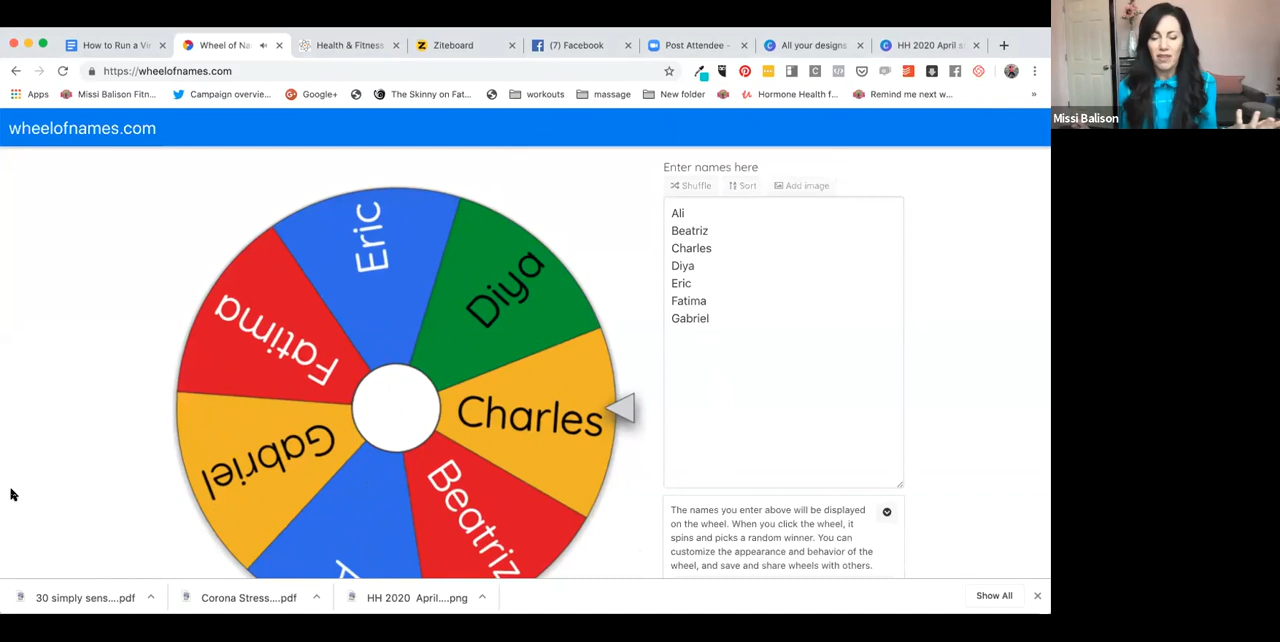 How to Run a Vir
Wheel of Na
Health & Fitness
Ziteboard
(7) Facebook
Post Attendee -
All your designs
HH 2020 April s
https://wheelofnames.com
Apps
Missi Balison Fitn...
Campaign overvie...
Google+
The Skinny on Fat...
workouts
massage
New folder
Hormone Health f...
Remind me next w...
»
wheelofnames.com
Missi Balison
Enter names here
Shuffle
Sort
Add image
Ali
Beatriz
Charles
Diya
Eric
Fatima
Gabriel
Eric
Diya
Fatima
Charles
Gabriel
Beatriz
A
The names you enter above will be displayed
on the wheel. When you click the wheel, it
spins and picks a random winner. You can
customize the appearance and behavior of the
wheel, and save and share wheels with others.
30 simply sens....pdf
Corona Stress....pdf
HH 2020 April....png
Show All